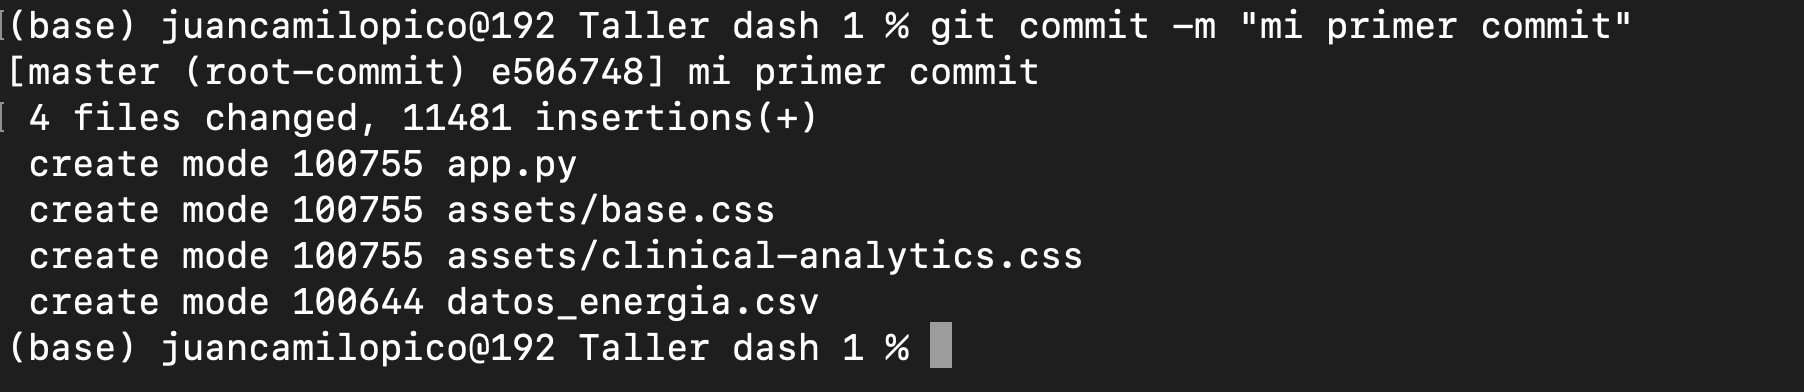 (base) juancamilopico@192 Taller dash 1 % git commit -m "mi primer commit"
[master (root-commit) e506748] mi primer commit
 4 files changed, 11481 insertions(+)
 create mode 100755 app.py
 create mode 100755 assets/base.css
 create mode 100755 assets/clinical-analytics.css
 create mode 100644 datos_energia.csv
(base) juancamilopico@192 Taller dash 1 %